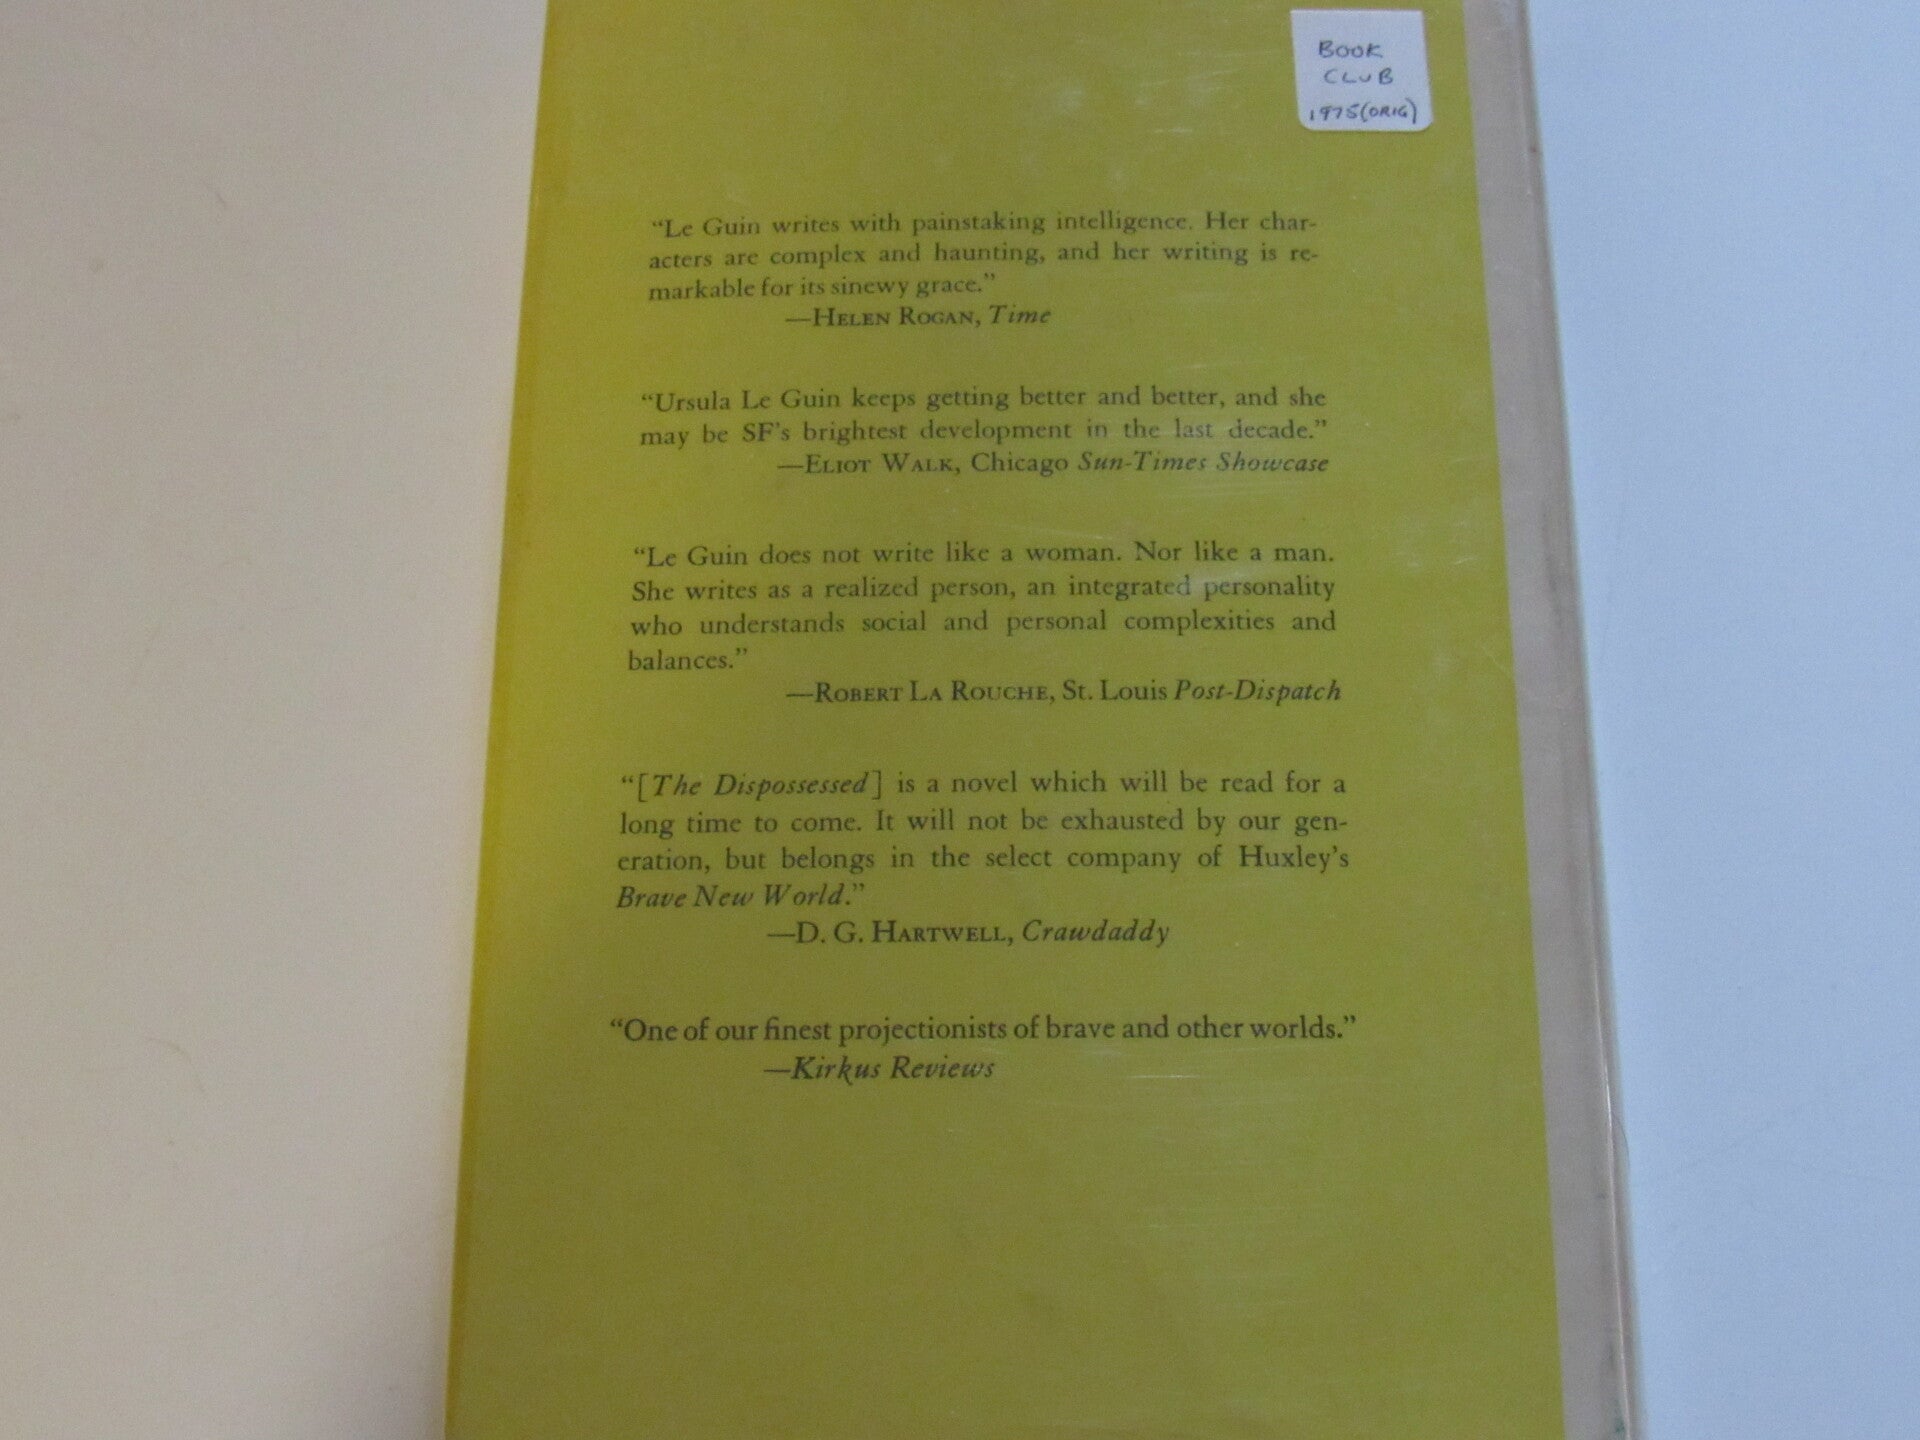 BOOK
CLUB
1975(ORIG)
“Le Guin writes with painstaking intelligence. Her char-
acters are complex and haunting, and her writing is re-
markable for its sinewy grace.”
—HELEN ROGAN, Time
“Ursula Le Guin keeps getting better and better, and she
may be SF’s brightest development in the last decade.”
—ELIOT WALK, Chicago Sun-Times Showcase
“Le Guin does not write like a woman. Nor like a man.
She writes as a realized person, an integrated personality
who understands social and personal complexities and
balances.”
—ROBERT LA ROUCHE, St. Louis Post-Dispatch
“[The Dispossessed] is a novel which will be read for a
long time to come. It will not be exhausted by our gen-
eration, but belongs in the select company of Huxley’s
Brave New World.”
—D. G. HARTWELL, Crawdaddy
“One of our finest projectionists of brave and other worlds.”
—Kirkus Reviews